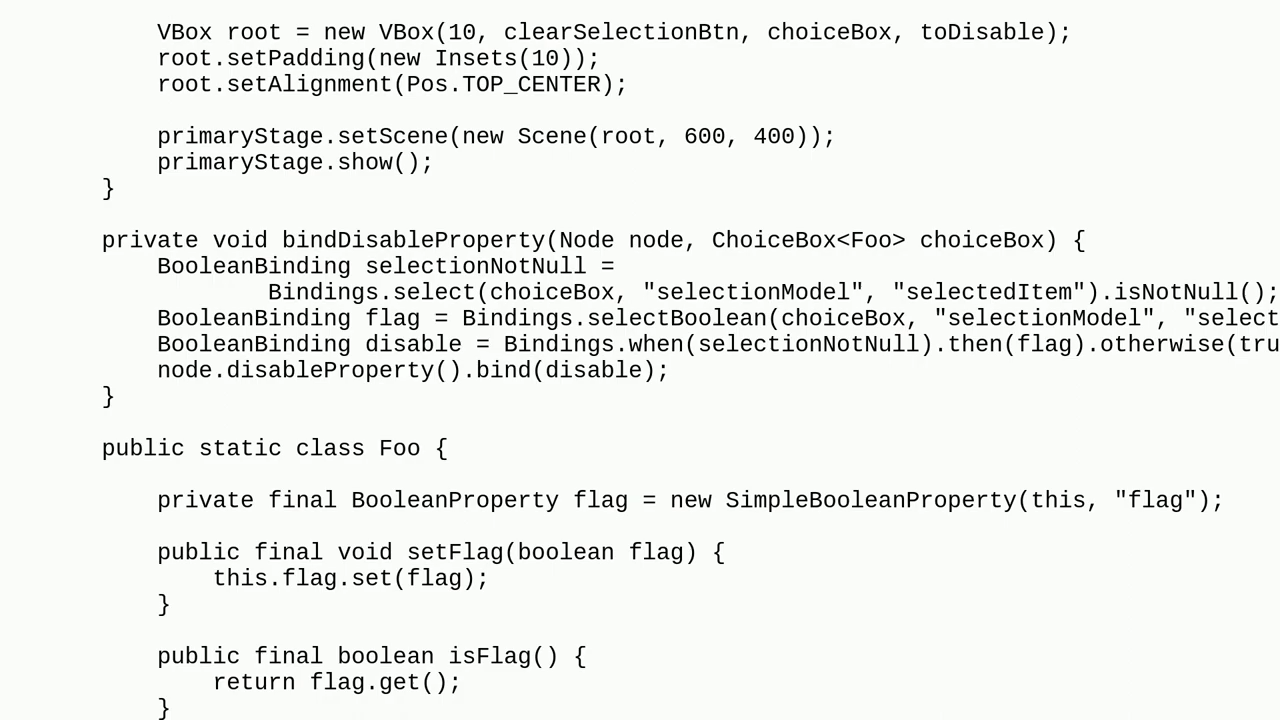 VBox root = new VBox(10, clearSelectionBtn, choiceBox, toDisable);
root.setPadding(new Insets(10));
root.setAlignment(Pos.TOP_CENTER);
primaryStage.setScene(new Scene(root, 600, 400));
primaryStage.show();
}
private void bindDisableProperty(Node node, ChoiceBox<Foo> choiceBox) {
BooleanBinding selectionNotNull =
Bindings.select(choiceBox, "selectionModel", "selectedItem").isNotNull();
BooleanBinding flag = Bindings.selectBoolean(choiceBox, "selectionModel", "select
BooleanBinding disable = Bindings.when(selectionNotNull).then(flag).otherwise(tru
node.disableProperty().bind(disable);
}
public static class Foo {
private final BooleanProperty flag = new SimpleBooleanProperty(this, "flag");
public final void setFlag(boolean flag) {
this.flag.set(flag);
}
public final boolean isFlag() {
return flag.get();
}